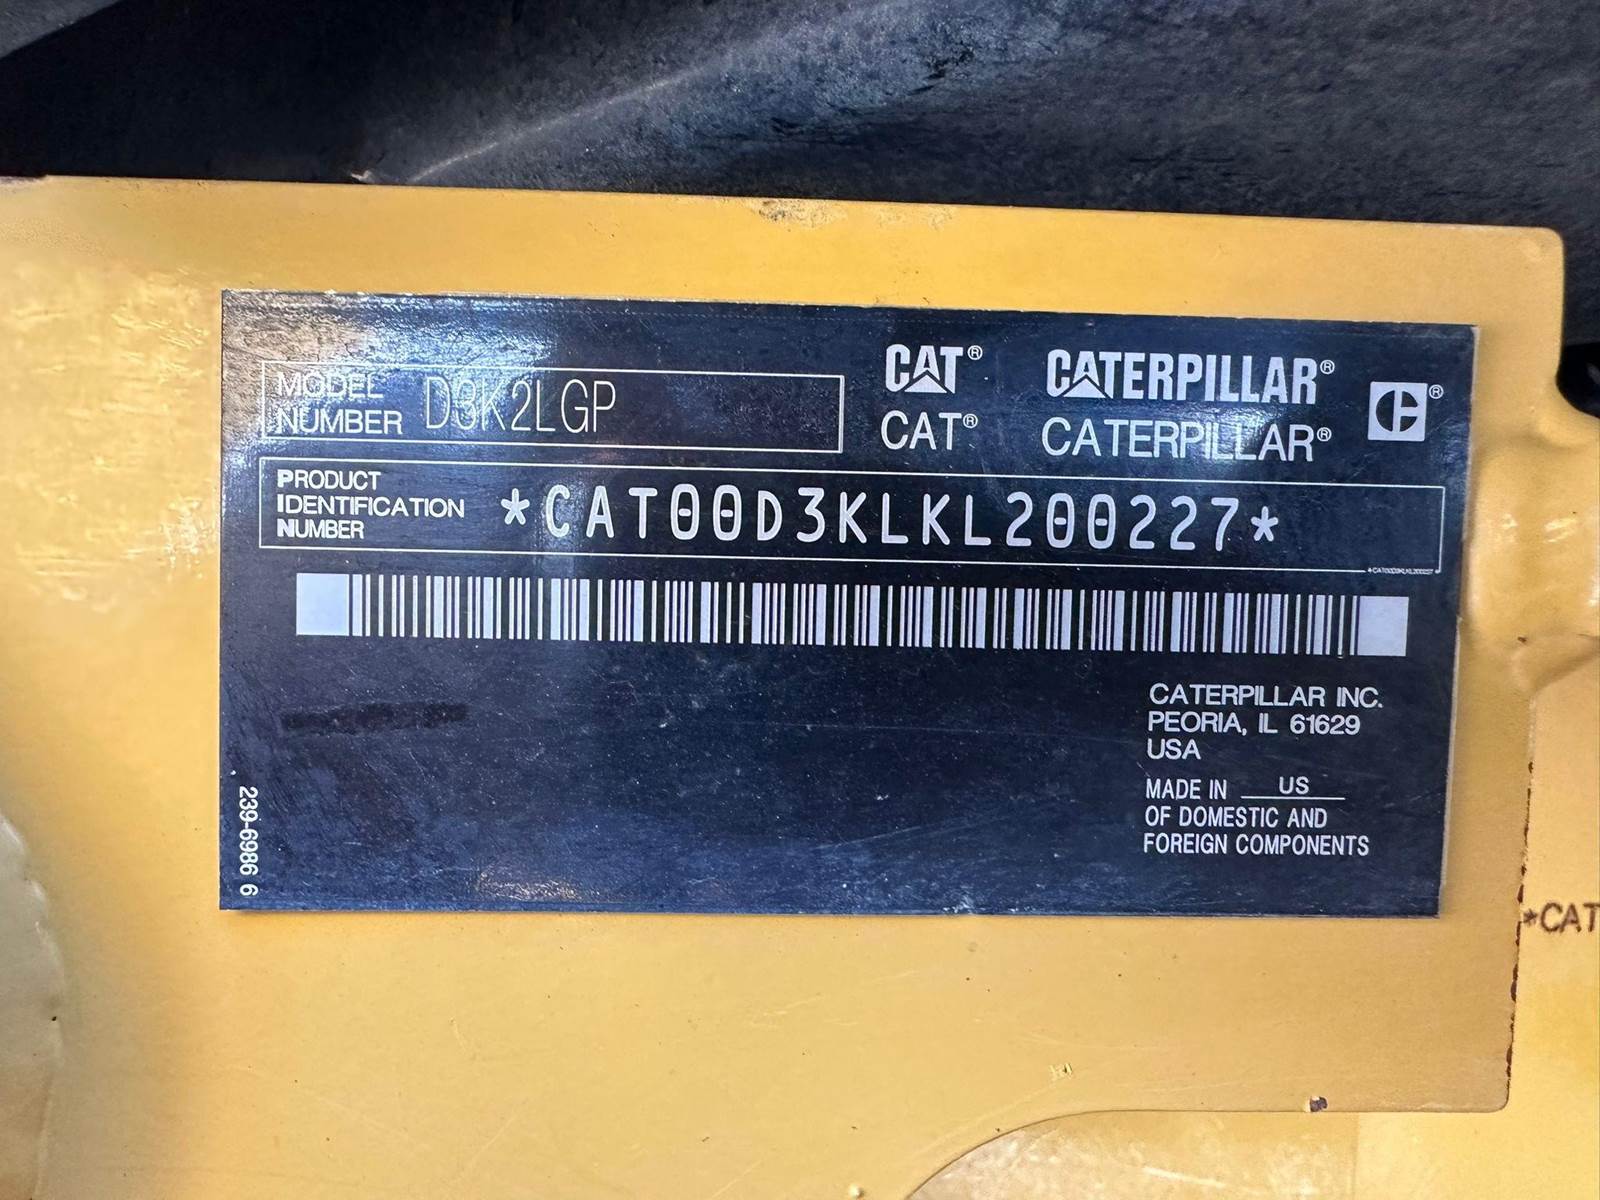 MODEL
NUMBER D3K2LGP
CAT® CATERPILLAR®
CAT® CATERPILLAR®
PRODUCT
IDENTIFICATION
NUMBER
*CAT00D3KLKL200227*
*CAT00D3KLKL200227*
CATERPILLAR INC.
PEORIA, IL 61629
USA
MADE IN US
OF DOMESTIC AND
FOREIGN COMPONENTS
239-6986 6
*CAT